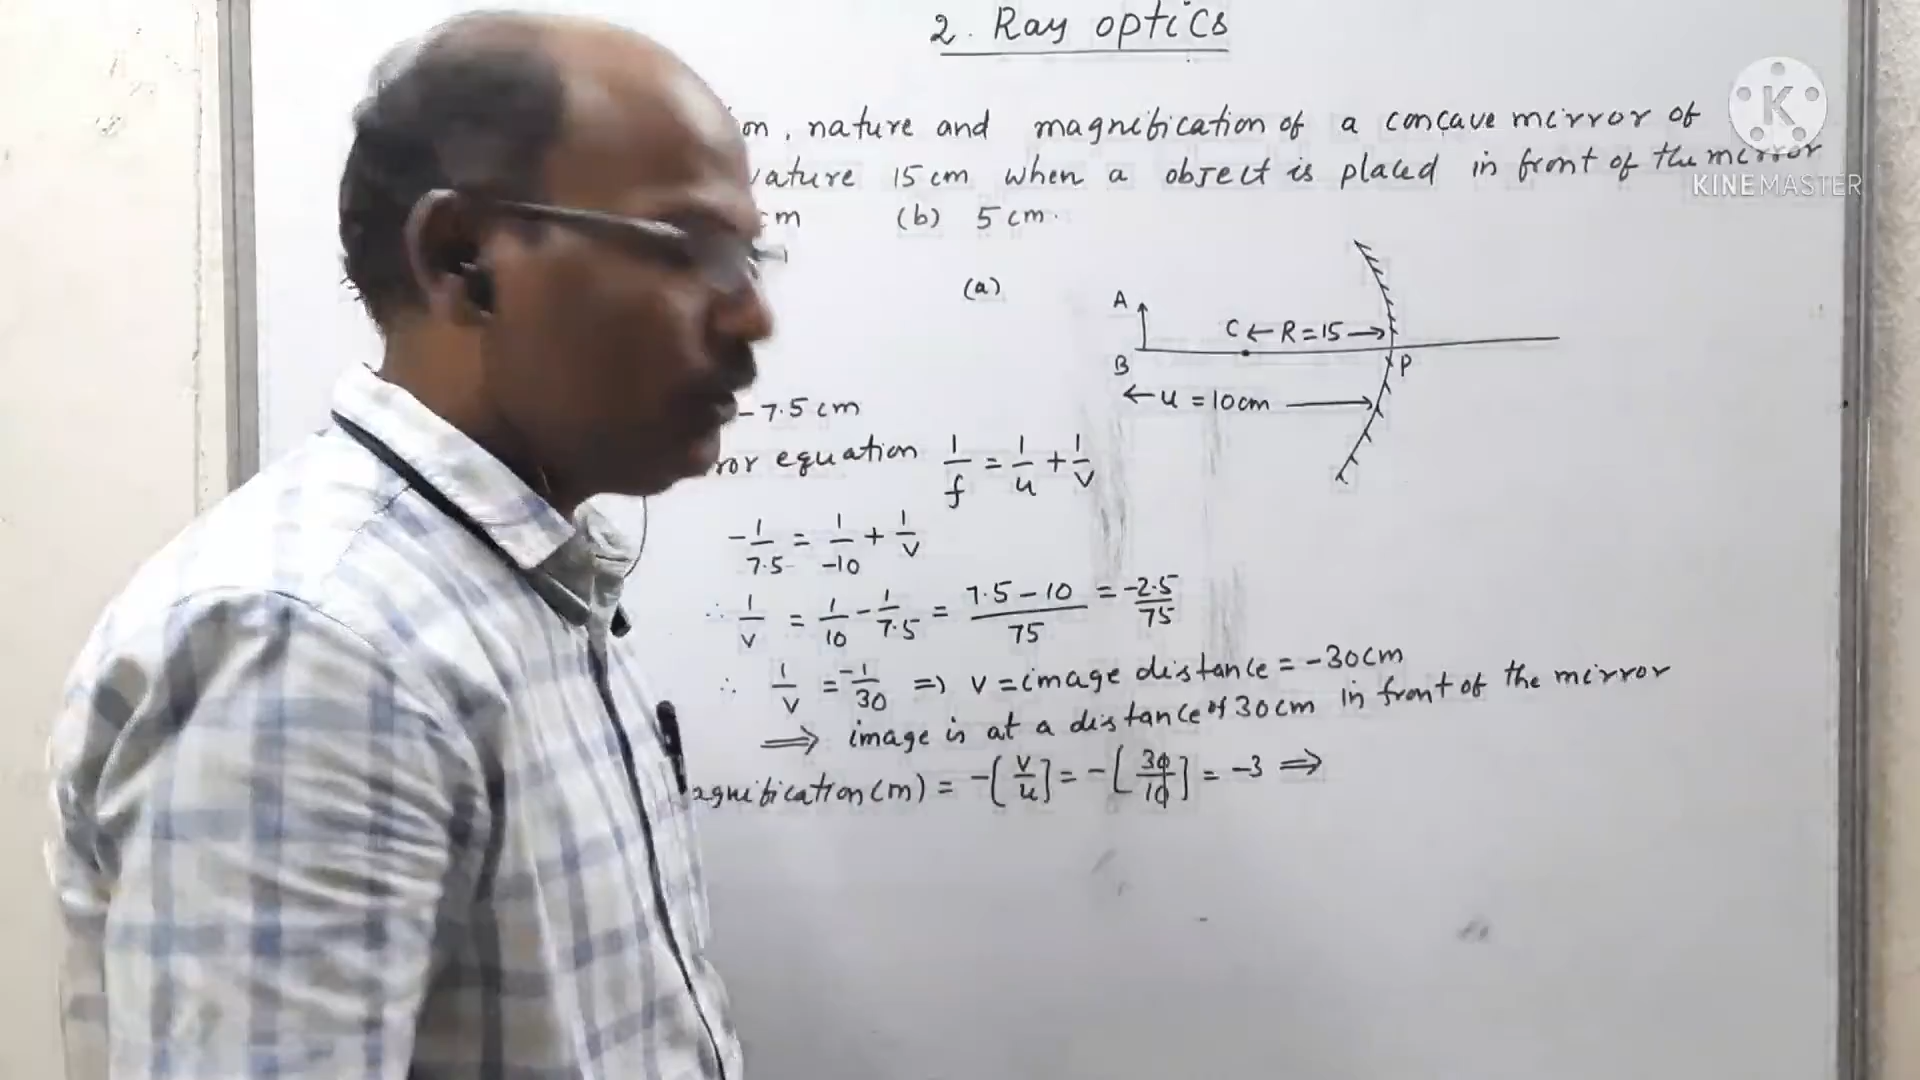 2. Ray optics
on, nature and magnification of a concave mirror of
vature 15 cm when a object is placed in front of the mirror
cm (b) 5 cm.
(a)
A
C ← R = 15 →
B
P
← u = 10cm →
- 7.5 cm
ror equation 1/f = 1/u + 1/v
-1/7.5 = 1/-10 + 1/v
∴ 1/v = 1/10 - 1/7.5 = 7.5 - 10/75 = -2.5/75
∴ 1/v = -1/30 ⇒ v = image distance = -30cm
⟹ image is at a distance of 30cm in front of the mirror
agnification(m) = -[v/u] = -[30/10] = -3 ⟹
K
KINEMASTER